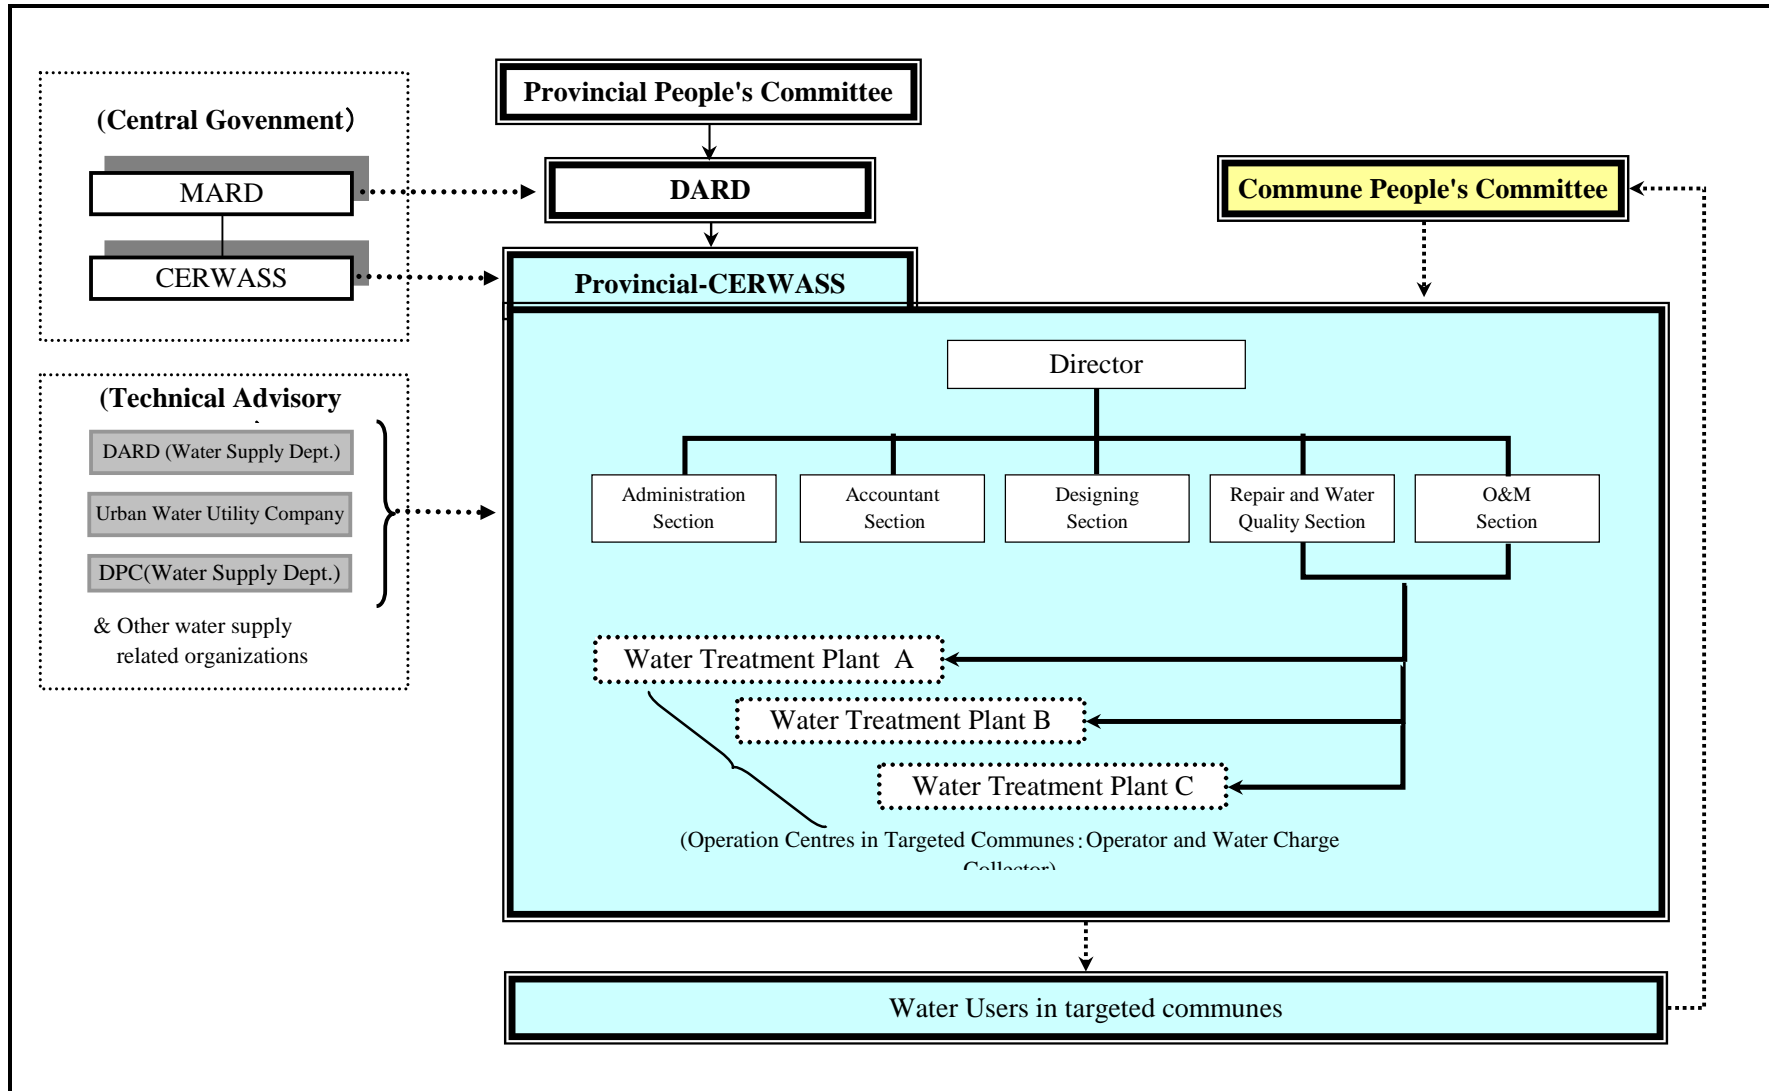 (Central Govenment）
MARD
CERWASS
(Technical Advisory
DARD (Water Supply Dept.)
Urban Water Utility Company
DPC(Water Supply Dept.)
& Other water supply
related organizations
Provincial People's Committee
DARD
Provincial-CERWASS
Commune People's Committee
Director
Administration
Section
Accountant
Section
Designing
Section
Repair and Water
Quality Section
O&M
Section
Water Treatment Plant A
Water Treatment Plant B
Water Treatment Plant C
(Operation Centres in Targeted Communes：Operator and Water Charge
Collector)
Water Users in targeted communes